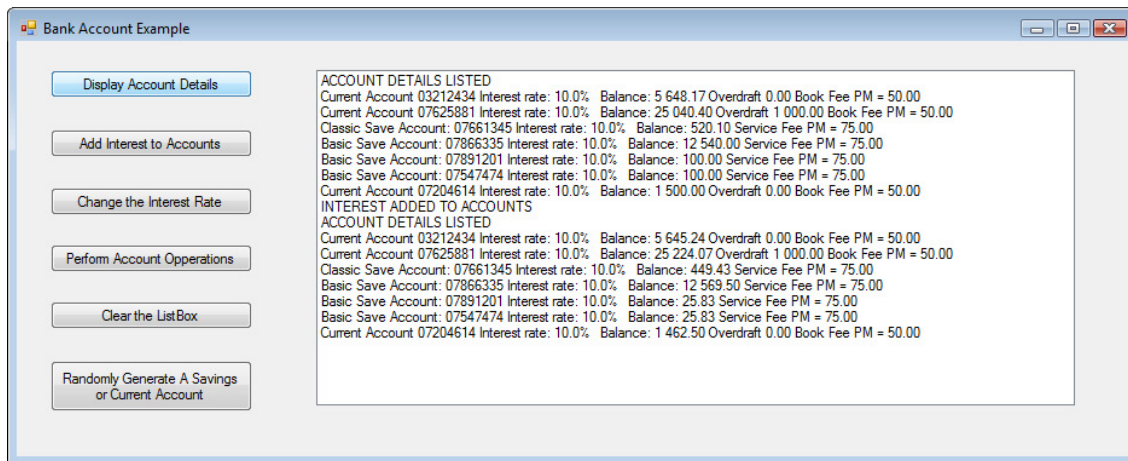 Bank Account Example
Display Account Details
Add Interest to Accounts
Change the Interest Rate
Perform Account Opperations
Clear the ListBox
Randomly Generate A Savings
or Current Account
ACCOUNT DETAILS LISTED
Current Account 03212434 Interest rate: 10.0% Balance: 5 648.17 Overdraft 0.00 Book Fee PM = 50.00
Current Account 07625881 Interest rate: 10.0% Balance: 25 040.40 Overdraft 1 000.00 Book Fee PM = 50.00
Classic Save Account: 07661345 Interest rate: 10.0% Balance: 520.10 Service Fee PM = 75.00
Basic Save Account: 07866335 Interest rate: 10.0% Balance: 12 540.00 Service Fee PM = 75.00
Basic Save Account: 07891201 Interest rate: 10.0% Balance: 100.00 Service Fee PM = 75.00
Basic Save Account: 07547474 Interest rate: 10.0% Balance: 100.00 Service Fee PM = 75.00
Current Account 07204614 Interest rate: 10.0% Balance: 1 500.00 Overdraft 0.00 Book Fee PM = 50.00
INTEREST ADDED TO ACCOUNTS
ACCOUNT DETAILS LISTED
Current Account 03212434 Interest rate: 10.0% Balance: 5 645.24 Overdraft 0.00 Book Fee PM = 50.00
Current Account 07625881 Interest rate: 10.0% Balance: 25 224.07 Overdraft 1 000.00 Book Fee PM = 50.00
Classic Save Account: 07661345 Interest rate: 10.0% Balance: 449.43 Service Fee PM = 75.00
Basic Save Account: 07866335 Interest rate: 10.0% Balance: 12 569.50 Service Fee PM = 75.00
Basic Save Account: 07891201 Interest rate: 10.0% Balance: 25.83 Service Fee PM = 75.00
Basic Save Account: 07547474 Interest rate: 10.0% Balance: 25.83 Service Fee PM = 75.00
Current Account 07204614 Interest rate: 10.0% Balance: 1 462.50 Overdraft 0.00 Book Fee PM = 50.00